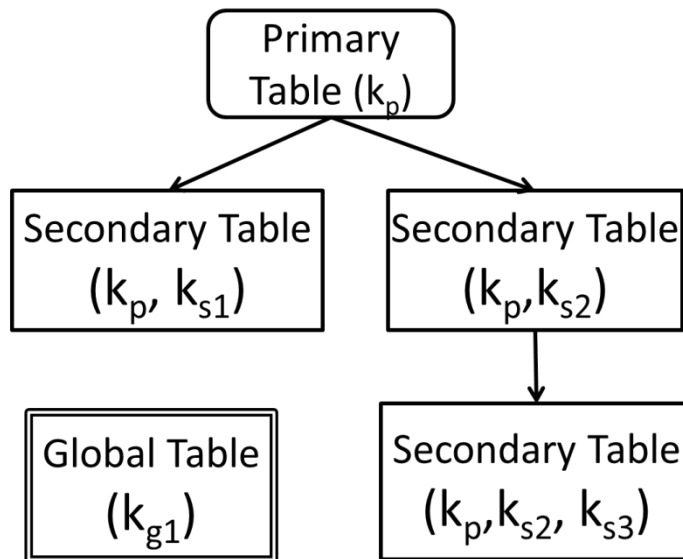 Primary
Table (kp)
Secondary Table
(kp, ks1)
Secondary Table
(kp,ks2)
Global Table
(kg1)
Secondary Table
(kp,ks2, ks3)